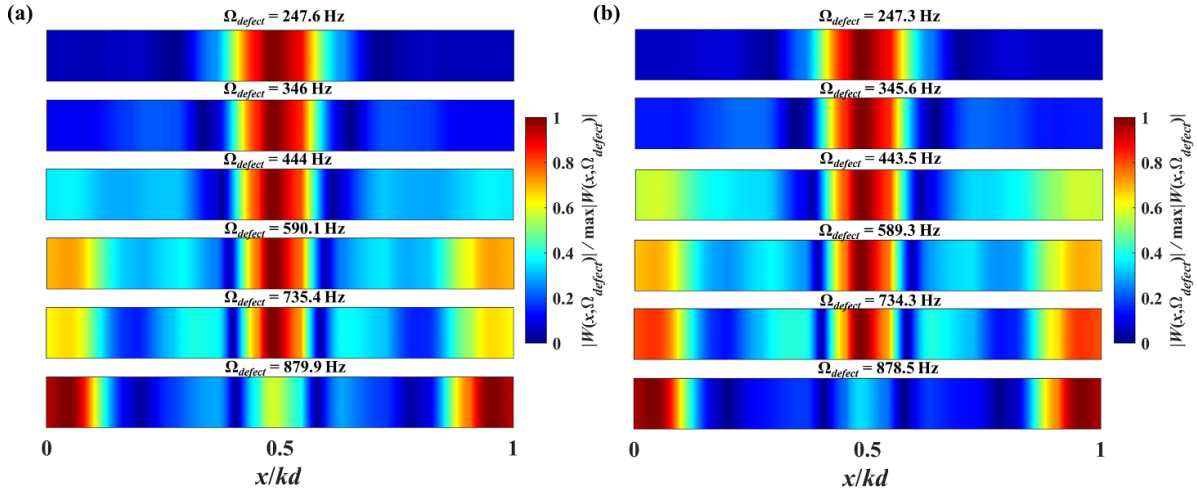 (a)
Ω_defect = 247.6 Hz
Ω_defect = 346 Hz
Ω_defect = 444 Hz
Ω_defect = 590.1 Hz
Ω_defect = 735.4 Hz
Ω_defect = 879.9 Hz
0 0.5 1
x/kd
1
0.8
0.6
0.4
0.2
0
|W(x,Ω_defect)| / max|W(x,Ω_defect)|
(b)
Ω_defect = 247.3 Hz
Ω_defect = 345.6 Hz
Ω_defect = 443.5 Hz
Ω_defect = 589.3 Hz
Ω_defect = 734.3 Hz
Ω_defect = 878.5 Hz
0 0.5 1
x/kd
1
0.8
0.6
0.4
0.2
0
|W(x,Ω_defect)| / max|W(x,Ω_defect)|